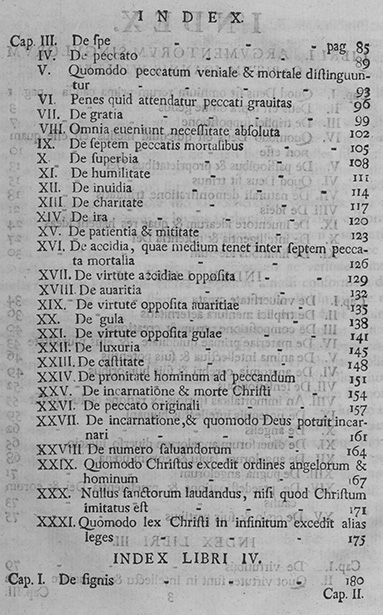 INDEX.
Cap. III. De spe - - - pag 85
IV. De peccato - - - 89
V. Quomodo peccatum veniale & mortale distinguun-
tur - - - 93
VI. Penes quid attendatur peccati grauitas - 96
VII. De gratia - - - 99
VIII. Omnia eueniunt necessitate absoluta - 102
IX. De septem peccatis mortalibus - 105
X. De superbia - - - 108
XI. De humilitate - - - 111
XII. De inuidia - - - 114
XIII De charitate - - - 117
XIV. De ira - - - 120
XV. De patientia & mititate - - 123
XVI. De accidia, quae medium tenet inter septem pecca-
ta mortalia - - - 126
XVII. De virtute accidiae opposita - - 129
XVIII De auaritia - - - 132
XIX. De virtute opposita auaritiae - 135
XX. De gula - - - 138
XXI. De virtute opposita gulae - - 141
XXII. De luxuria - - - 145
XXIII. De castitate - - - 148
XXIV. De pronitate hominum ad peccandum 151
XXV. De incarnatione & morte Christi - 154
XXVI. De peccato originali - - 157
XXVII. De incarnatione, & quomodo Deus potuit incar-
nari - - - 161
XXVIII De numero saluandorum - 164
XXIX. Quomodo Christus excedit ordines angelorum &
hominum - - - 167
XXX. Nullus sanctorum laudandus, nisi quod Christum
imitatus est - - - 171
XXXI. Quomodo lex Christi in infinitum excedit alias
leges - - - 175
INDEX LIBRI IV.
Cap. I. De signis - - - 180
Cap. II.